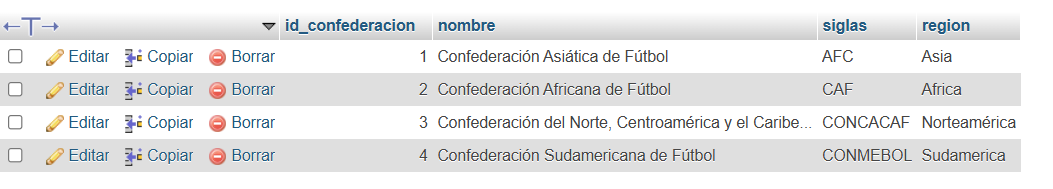 id_confederacion nombre siglas region
Editar Copiar Borrar 1 Confederación Asiática de Fútbol AFC Asia
Editar Copiar Borrar 2 Confederación Africana de Fútbol CAF Africa
Editar Copiar Borrar 3 Confederación del Norte, Centroamérica y el Caribe... CONCACAF Norteamérica
Editar Copiar Borrar 4 Confederación Sudamericana de Fútbol CONMEBOL Sudamerica